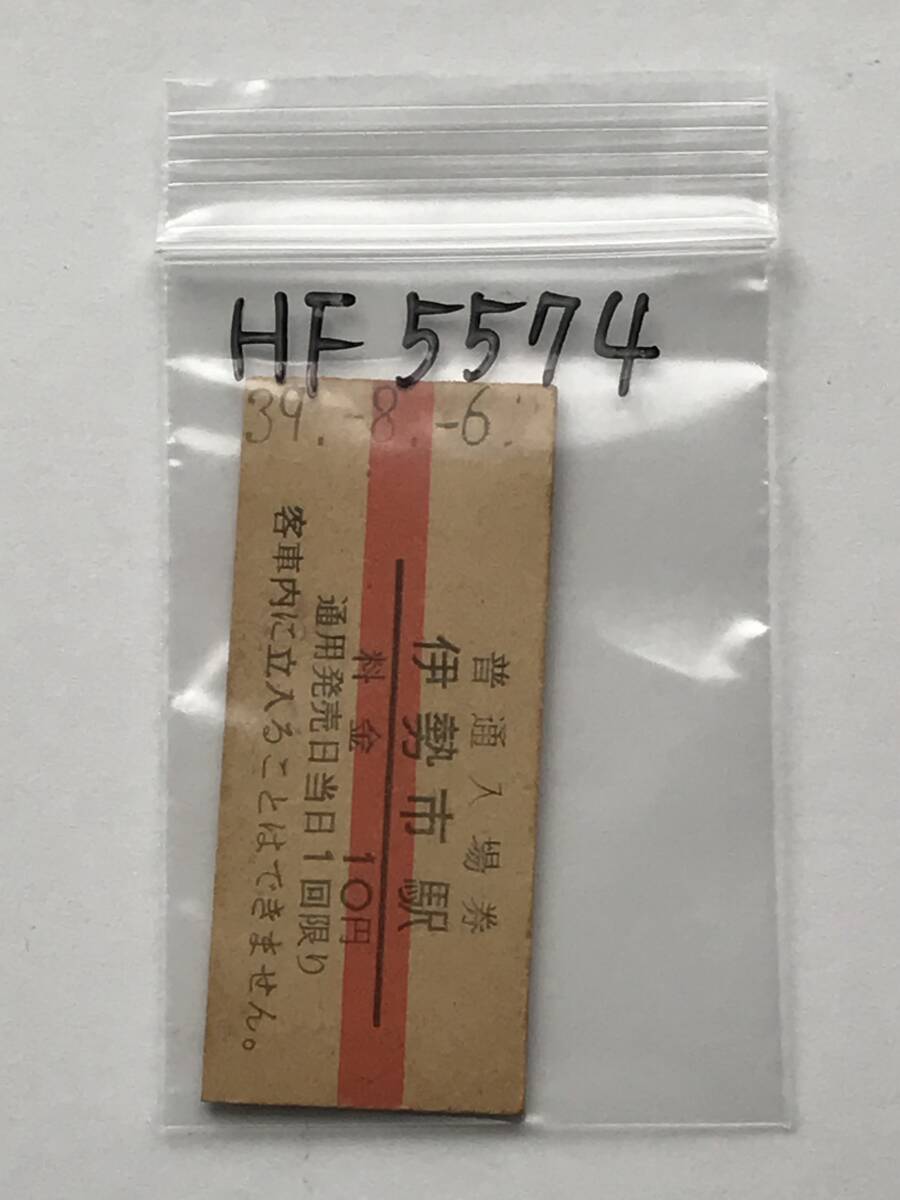 HF 5574
39. -8. -6.
普通入場券
伊勢市駅
料金 10円
通用発売日当日1回限り
客車内に立入ることはできません。